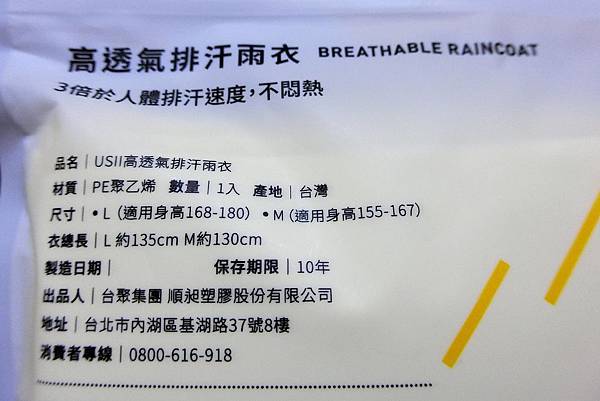 高透氣排汗雨衣 BREATHABLE RAINCOAT
3倍於人體排汗速度,不悶熱
品名｜USII高透氣排汗雨衣
材質｜PE聚乙烯 數量｜1入 產地｜台灣
尺寸｜•L（適用身高168-180） •M（適用身高155-167）
衣總長｜L 約135cm M約130cm
製造日期｜ 保存期限｜10年
出品人｜台聚集團 順昶塑膠股份有限公司
地址｜台北市內湖區基湖路37號8樓
消費者專線｜0800-616-918